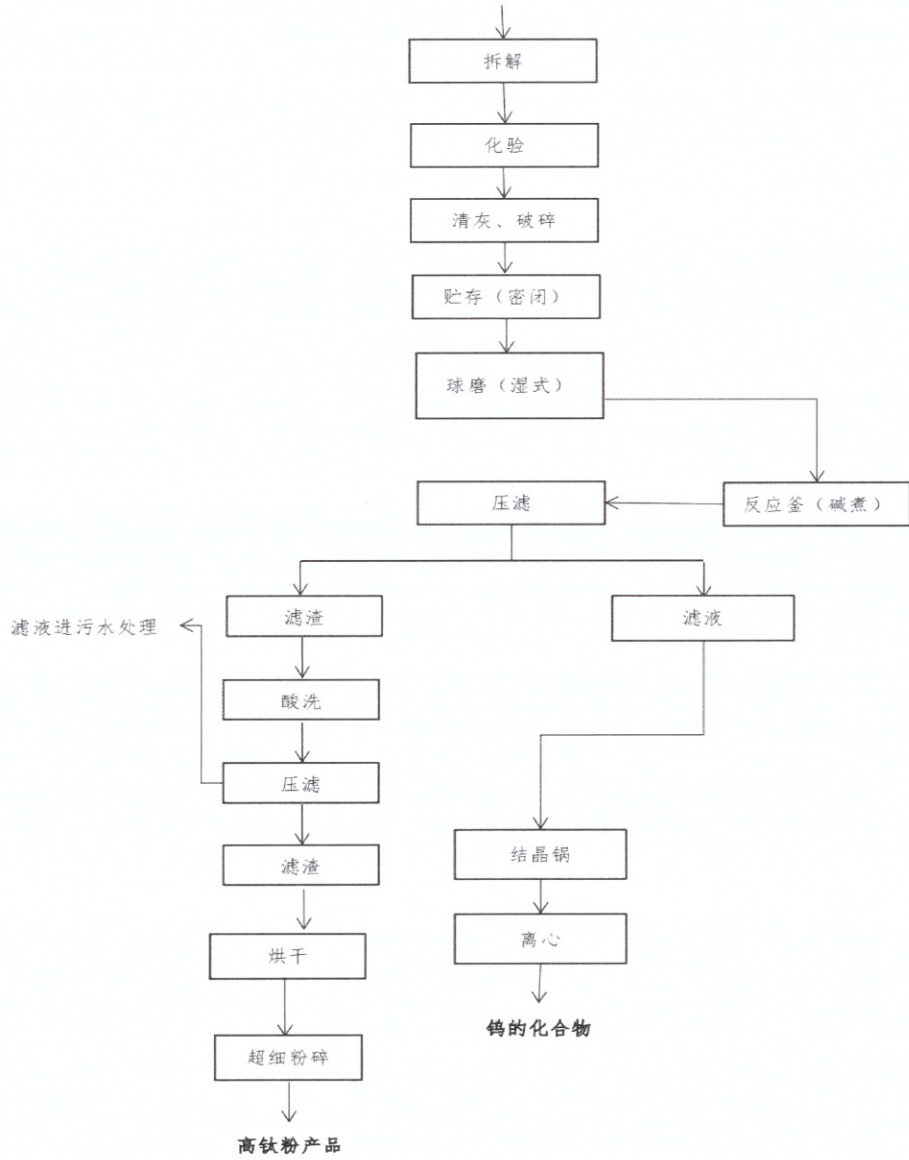 拆解
化验
清灰、破碎
贮存（密闭）
球磨（湿式）
压滤
反应釜（碱煮）
滤渣
滤液
滤液进污水处理
酸洗
压滤
滤渣
结晶锅
烘干
离心
钨的化合物
超细粉碎
高钛粉产品